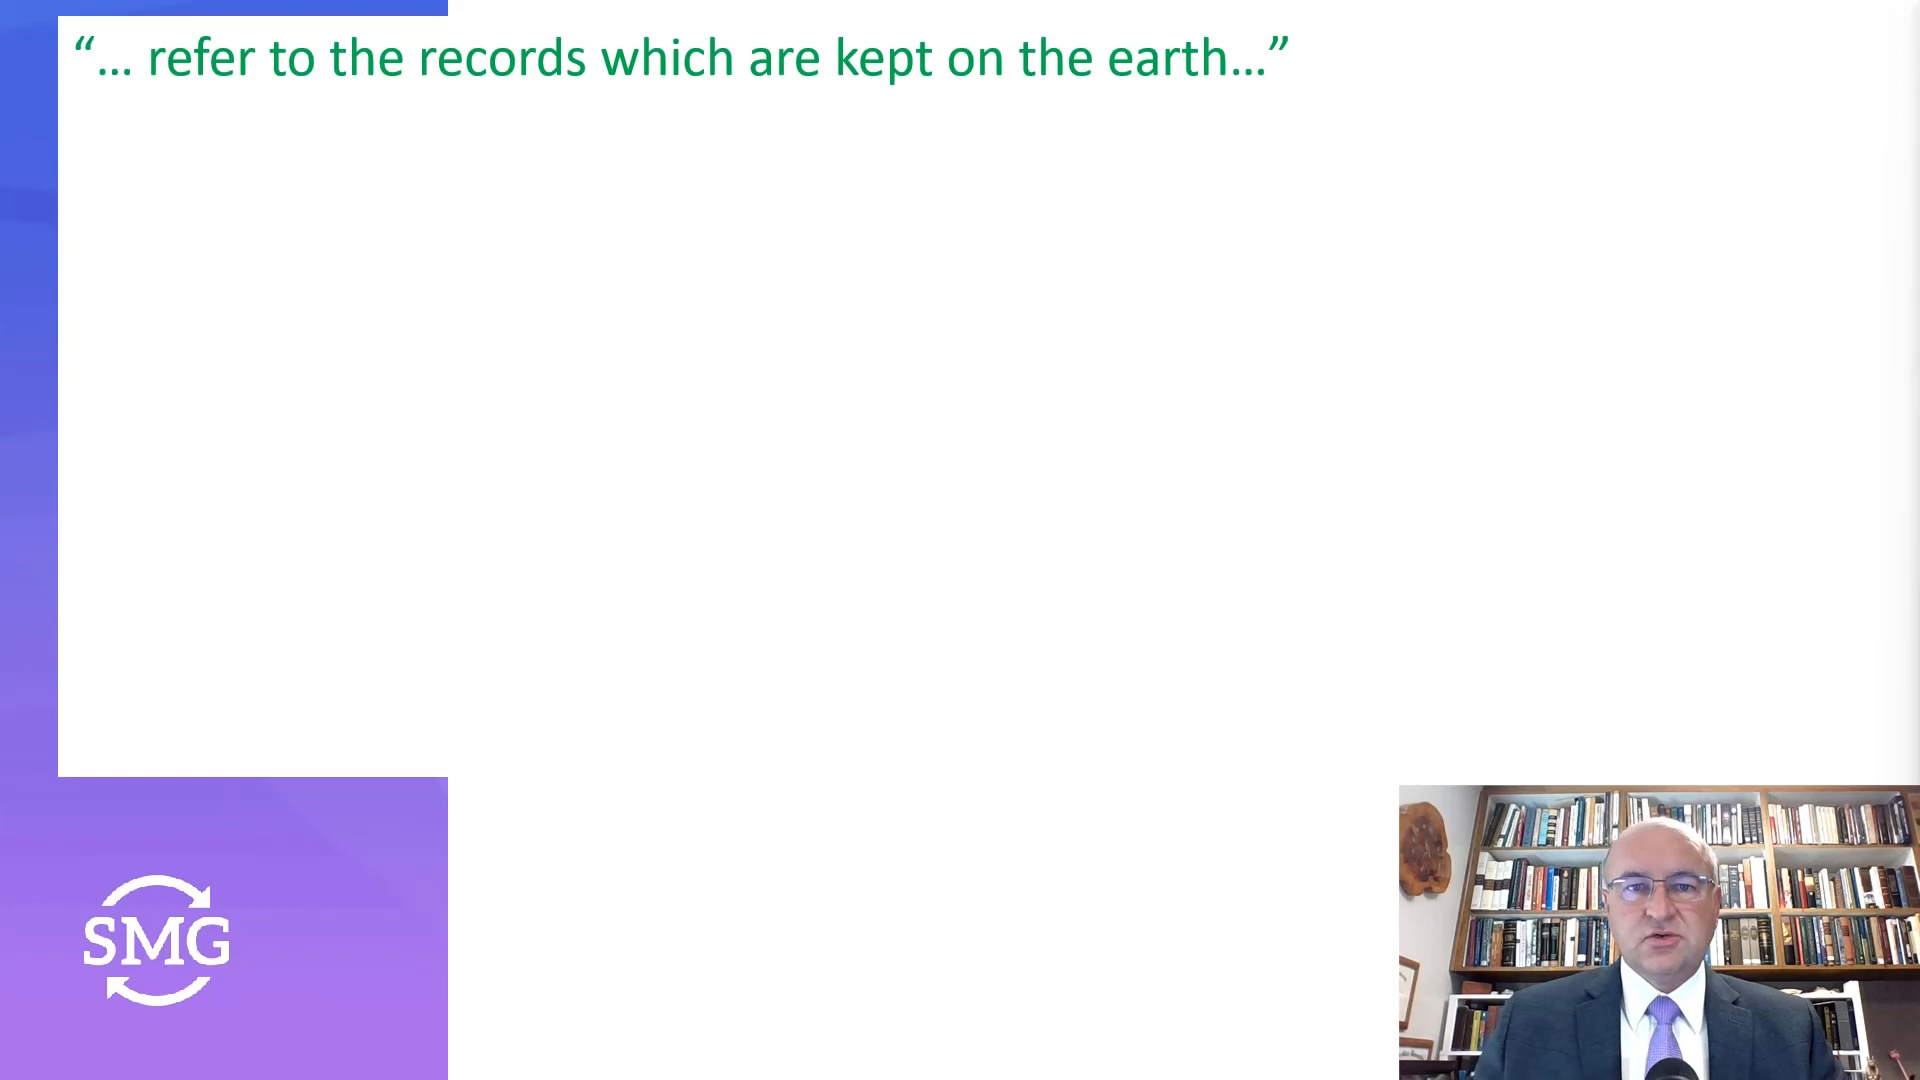 “... refer to the records which are kept on the earth...”
SMG